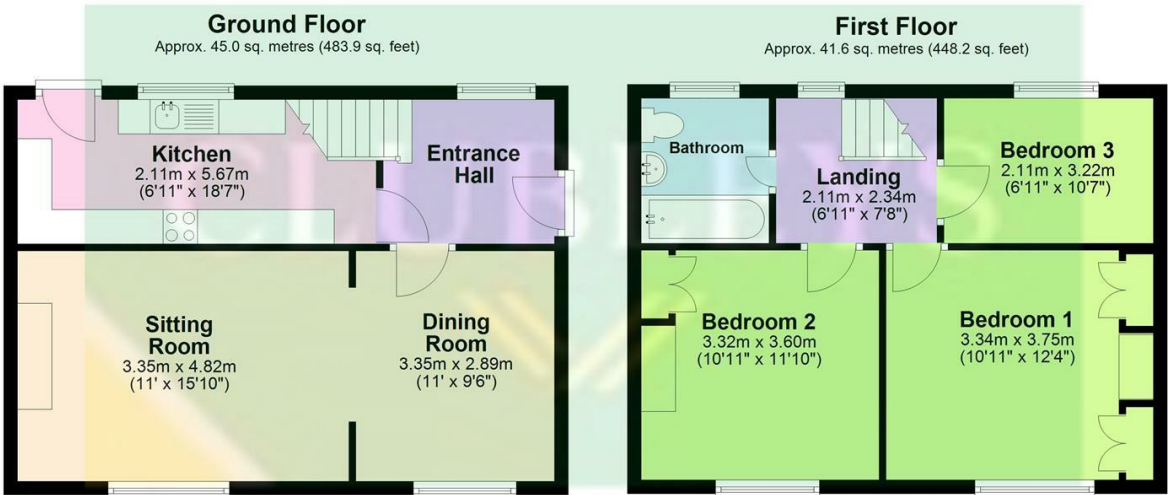 Ground Floor
Approx. 45.0 sq. metres (483.9 sq. feet)
Kitchen
2.11m x 5.67m
(6'11" x 18'7")
Entrance
Hall
Sitting
Room
3.35m x 4.82m
(11' x 15'10")
Dining
Room
3.35m x 2.89m
(11' x 9'6")
First Floor
Approx. 41.6 sq. metres (448.2 sq. feet)
Bathroom
Landing
2.11m x 2.34m
(6'11" x 7'8")
Bedroom 3
2.11m x 3.22m
(6'11" x 10'7")
Bedroom 2
3.32m x 3.60m
(10'11" x 11'10")
Bedroom 1
3.34m x 3.75m
(10'11" x 12'4")